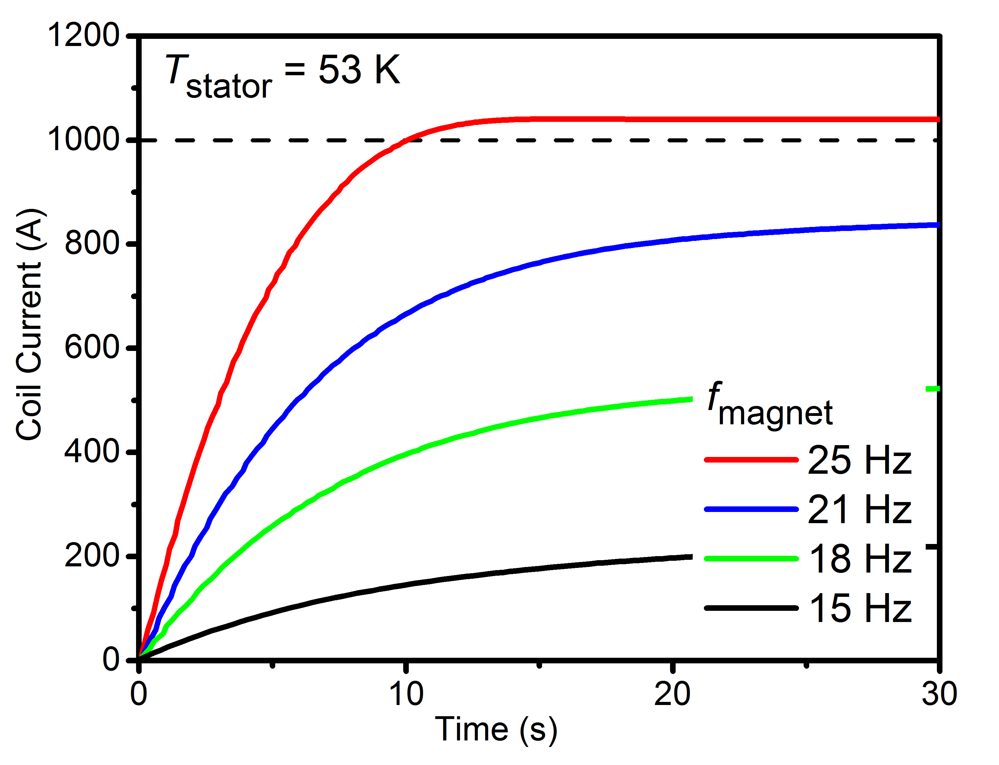 1200
1000
800
600
400
200
0
Coil Current (A)
T stator = 53 K
f magnet
25 Hz
21 Hz
18 Hz
15 Hz
0 10 20 30
Time (s)